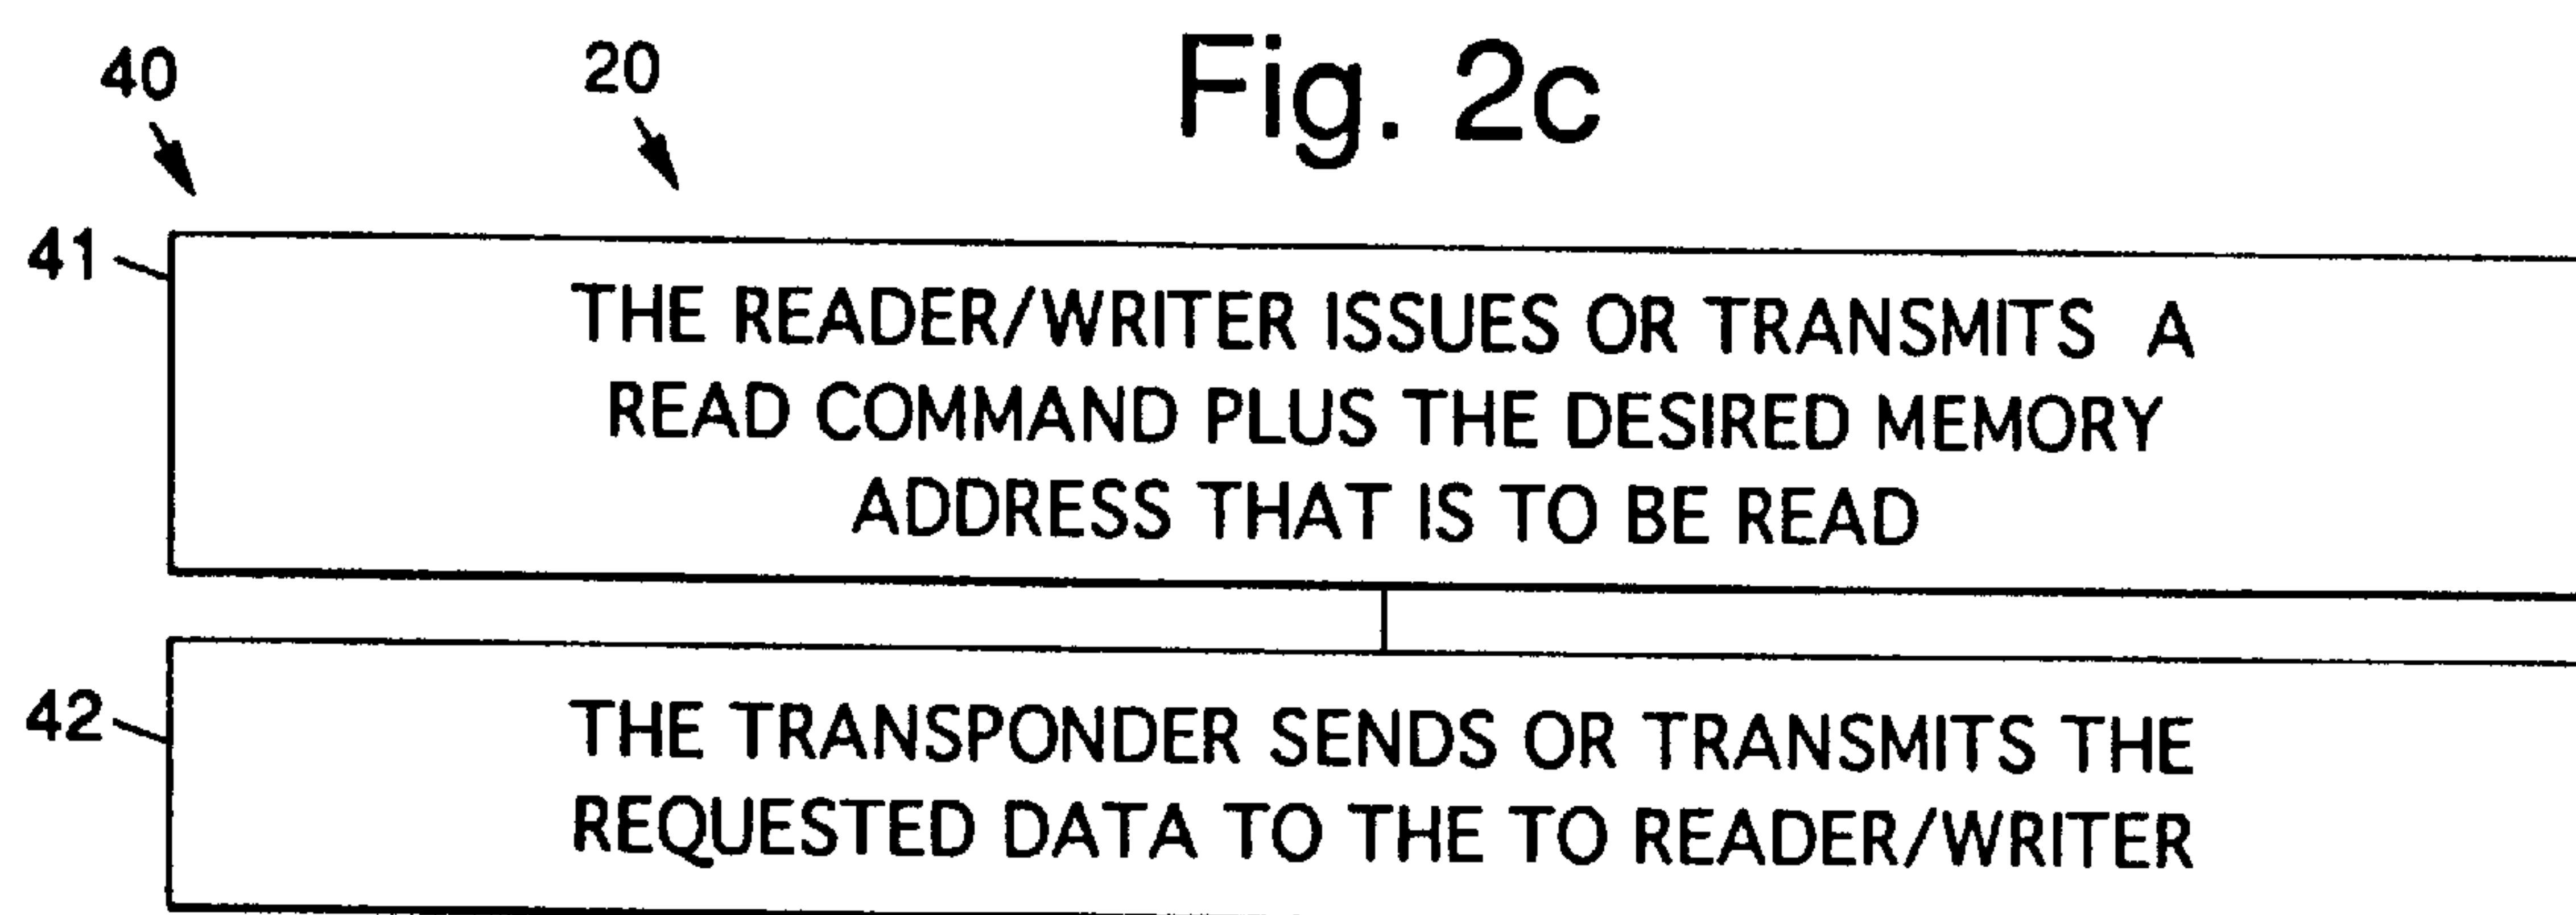 Fig. 2c
40
20
41
THE READER/WRITER ISSUES OR TRANSMITS A
READ COMMAND PLUS THE DESIRED MEMORY
ADDRESS THAT IS TO BE READ
42
THE TRANSPONDER SENDS OR TRANSMITS THE
REQUESTED DATA TO THE TO READER/WRITER